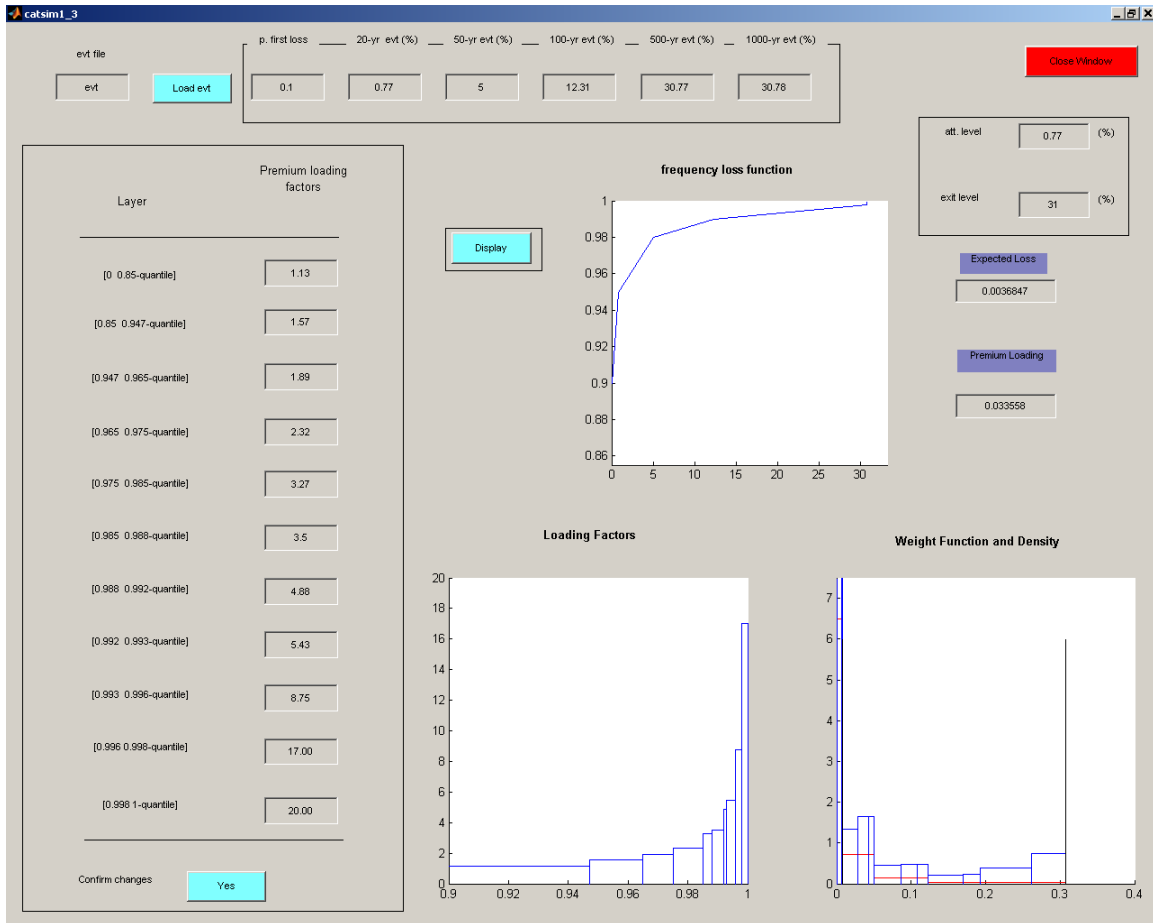 catsim1_3
p. first loss 20-yr evt (%) 50-yr evt (%) 100-yr evt (%) 500-yr evt (%) 1000-yr evt (%)
evt file
evt Load evt 0.1 0.77 5 12.31 30.77 30.78
Close Window
att. level 0.77 (%)
exit level 31 (%)
Expected Loss
0.0036847
Premium Loading
0.033558
Layer Premium loading
factors
[0 0.85-quantile] 1.13
[0.85 0.947-quantile] 1.57
[0.947 0.965-quantile] 1.89
[0.965 0.975-quantile] 2.32
[0.975 0.985-quantile] 3.27
[0.985 0.988-quantile] 3.5
[0.988 0.992-quantile] 4.88
[0.992 0.993-quantile] 5.43
[0.993 0.996-quantile] 8.75
[0.996 0.998-quantile] 17.00
[0.998 1-quantile] 20.00
Confirm changes Yes
Display
frequency loss function
1
0.98
0.96
0.94
0.92
0.9
0.88
0.86
0 5 10 15 20 25 30
Loading Factors
20
18
16
14
12
10
8
6
4
2
0
0.9 0.92 0.94 0.96 0.98 1
Weight Function and Density
7
6
5
4
3
2
1
0
0 0.1 0.2 0.3 0.4